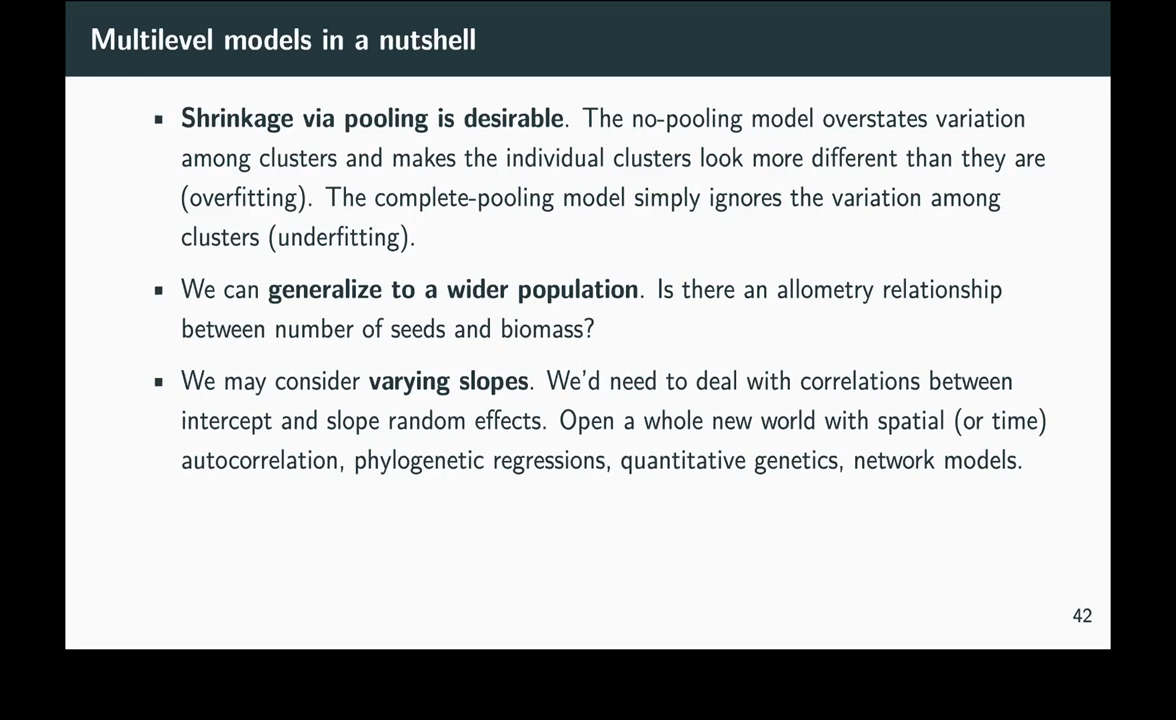 Multilevel models in a nutshell
▪ Shrinkage via pooling is desirable. The no-pooling model overstates variation
among clusters and makes the individual clusters look more different than they are
(overfitting). The complete-pooling model simply ignores the variation among
clusters (underfitting).
▪ We can generalize to a wider population. Is there an allometry relationship
between number of seeds and biomass?
▪ We may consider varying slopes. We'd need to deal with correlations between
intercept and slope random effects. Open a whole new world with spatial (or time)
autocorrelation, phylogenetic regressions, quantitative genetics, network models.
42